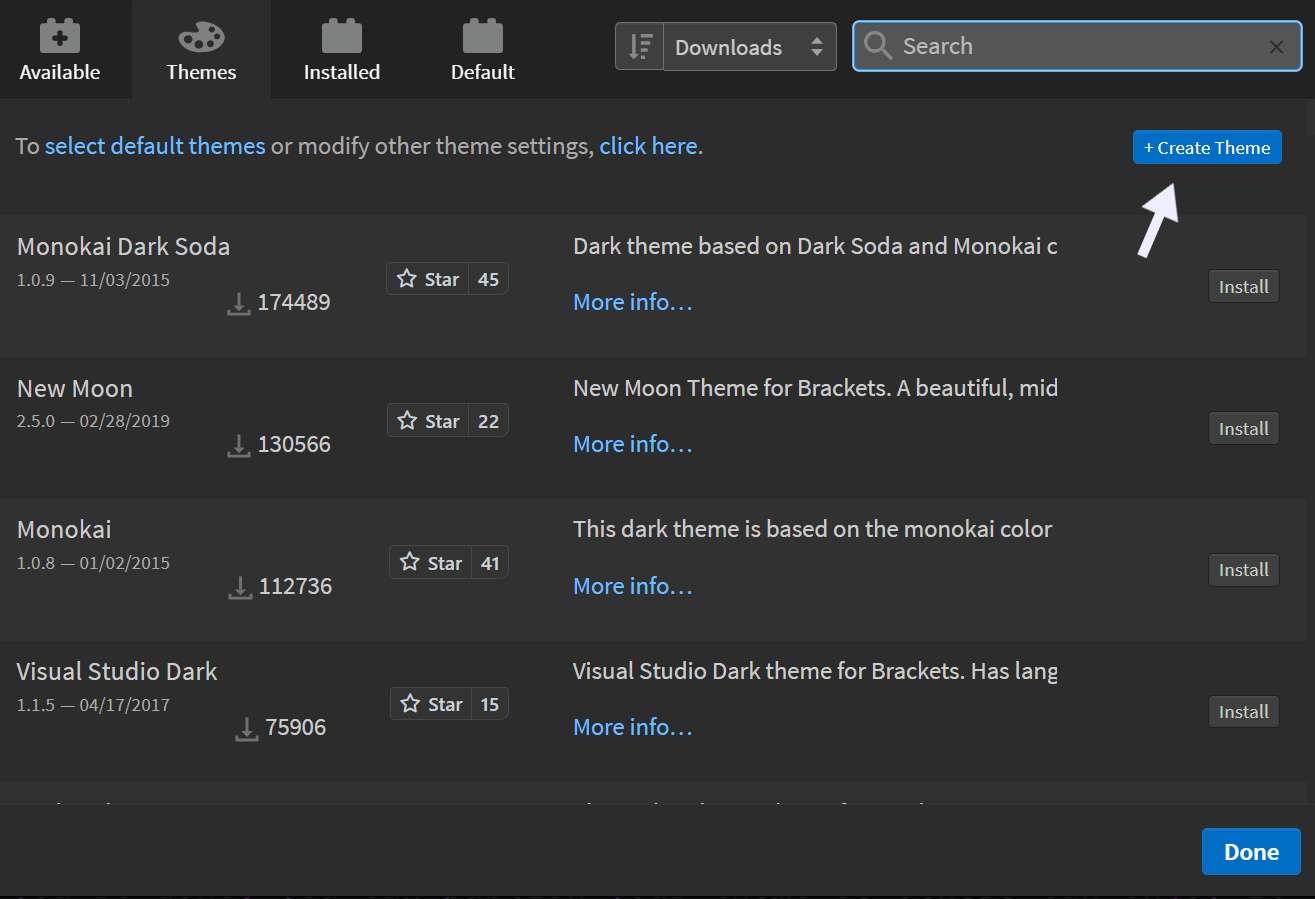 Available
Themes
Installed
Default
Downloads
Search
To select default themes or modify other theme settings, click here.
+ Create Theme
Monokai Dark Soda
1.0.9 — 11/03/2015
174489
Star 45
Dark theme based on Dark Soda and Monokai c
More info...
Install
New Moon
2.5.0 — 02/28/2019
130566
Star 22
New Moon Theme for Brackets. A beautiful, mid
More info...
Install
Monokai
1.0.8 — 01/02/2015
112736
Star 41
This dark theme is based on the monokai color
More info...
Install
Visual Studio Dark
1.1.5 — 04/17/2017
75906
Star 15
Visual Studio Dark theme for Brackets. Has lang
More info...
Install
Done